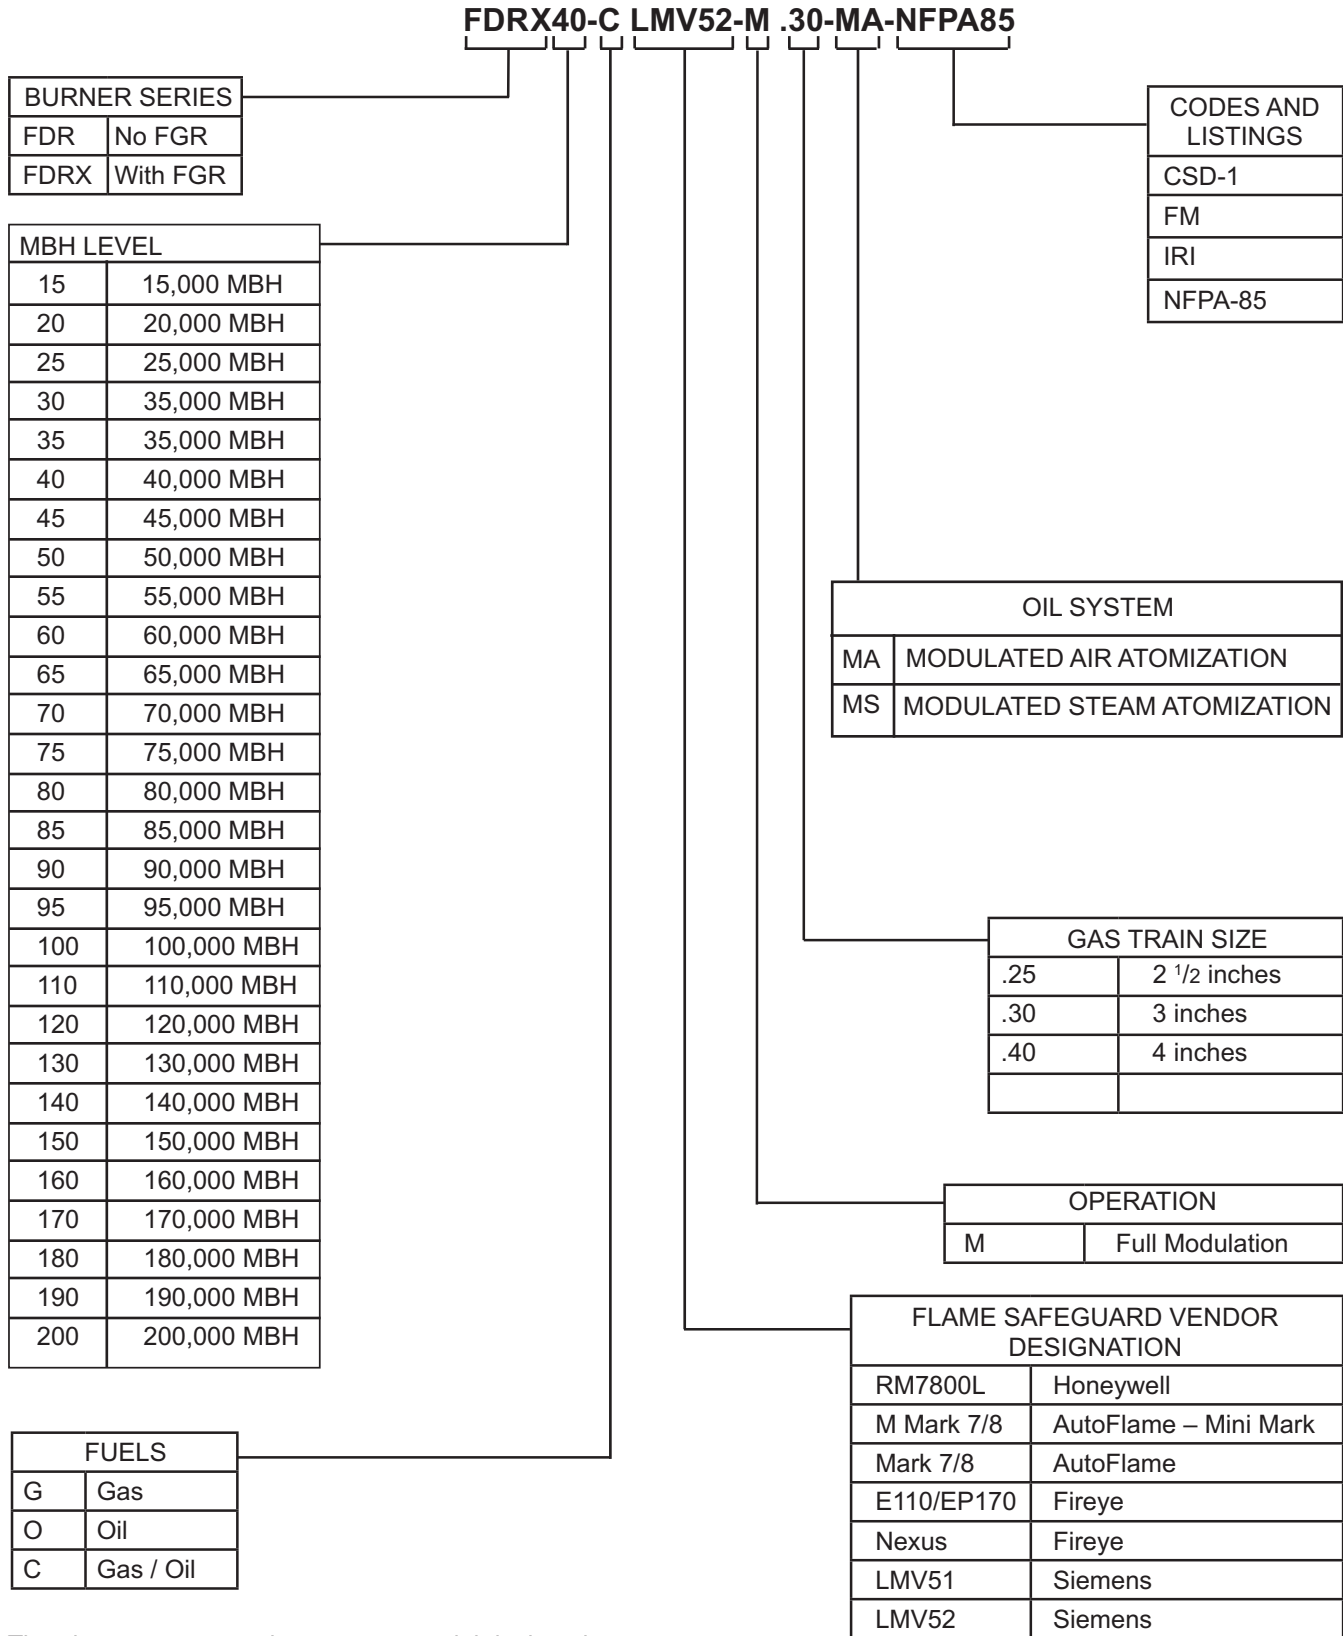 FDRX40-C LMV52-M .30-MA-NFPA85
BURNER SERIES
FDR No FGR
FDRX With FGR
MBH LEVEL
15 15,000 MBH
20 20,000 MBH
25 25,000 MBH
30 35,000 MBH
35 35,000 MBH
40 40,000 MBH
45 45,000 MBH
50 50,000 MBH
55 55,000 MBH
60 60,000 MBH
65 65,000 MBH
70 70,000 MBH
75 75,000 MBH
80 80,000 MBH
85 85,000 MBH
90 90,000 MBH
95 95,000 MBH
100 100,000 MBH
110 110,000 MBH
120 120,000 MBH
130 130,000 MBH
140 140,000 MBH
150 150,000 MBH
160 160,000 MBH
170 170,000 MBH
180 180,000 MBH
190 190,000 MBH
200 200,000 MBH
FUELS
G Gas
O Oil
C Gas / Oil
CODES AND
LISTINGS
CSD-1
FM
IRI
NFPA-85
OIL SYSTEM
MA MODULATED AIR ATOMIZATION
MS MODULATED STEAM ATOMIZATION
GAS TRAIN SIZE
.25 2 1/2 inches
.30 3 inches
.40 4 inches
OPERATION
M Full Modulation
FLAME SAFEGUARD VENDOR
DESIGNATION
RM7800L Honeywell
M Mark 7/8 AutoFlame – Mini Mark
Mark 7/8 AutoFlame
E110/EP170 Fireye
Nexus Fireye
LMV51 Siemens
LMV52 Siemens